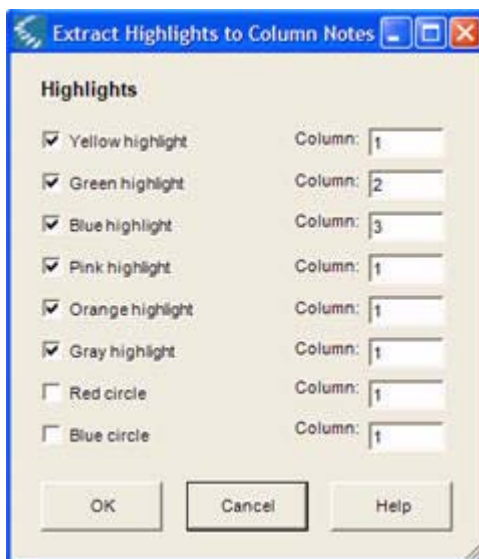 Extract Highlights to Column Notes
Highlights
Yellow highlight Column: 1
Green highlight Column: 2
Blue highlight Column: 3
Pink highlight Column: 1
Orange highlight Column: 1
Gray highlight Column: 1
Red circle Column: 1
Blue circle Column: 1
OK Cancel Help